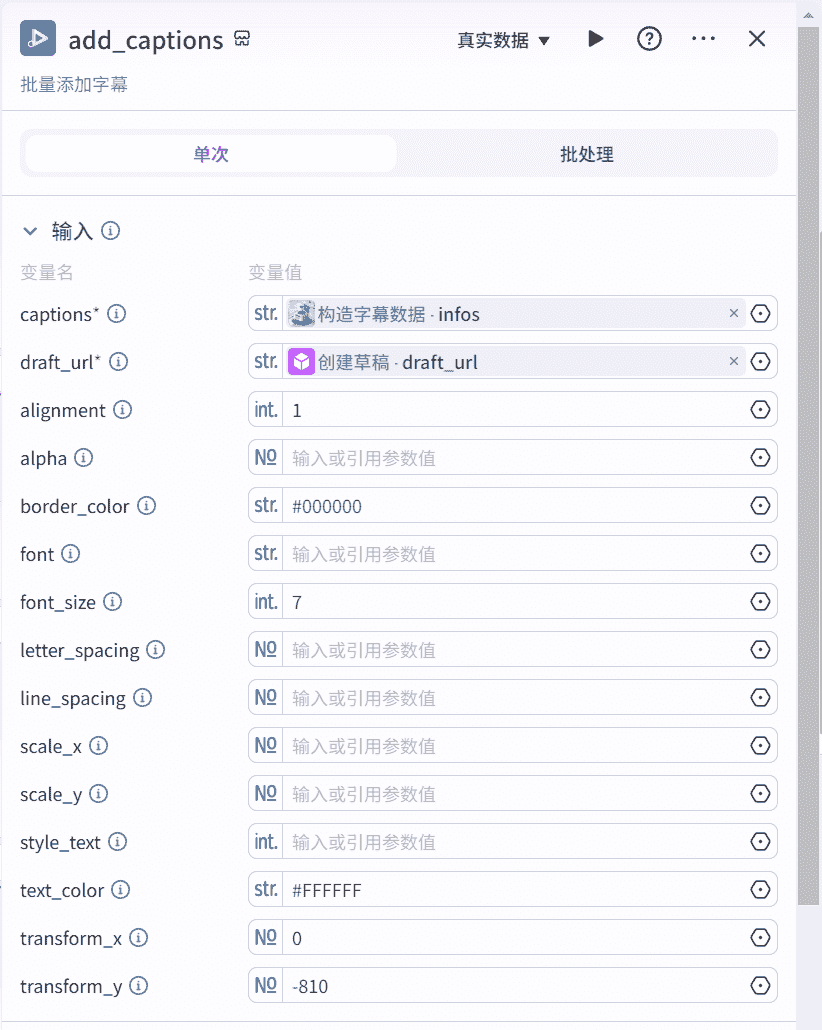 add_captions 真实数据
批量添加字幕
单次 批处理
输入
变量名 变量值
captions* str. 构造字幕数据 · infos ×
draft_url* str. 创建草稿 · draft_url ×
alignment int. 1
alpha № 输入或引用参数值
border_color str. #000000
font str. 输入或引用参数值
font_size int. 7
letter_spacing № 输入或引用参数值
line_spacing № 输入或引用参数值
scale_x № 输入或引用参数值
scale_y № 输入或引用参数值
style_text int. 输入或引用参数值
text_color str. #FFFFFF
transform_x № 0
transform_y № -810